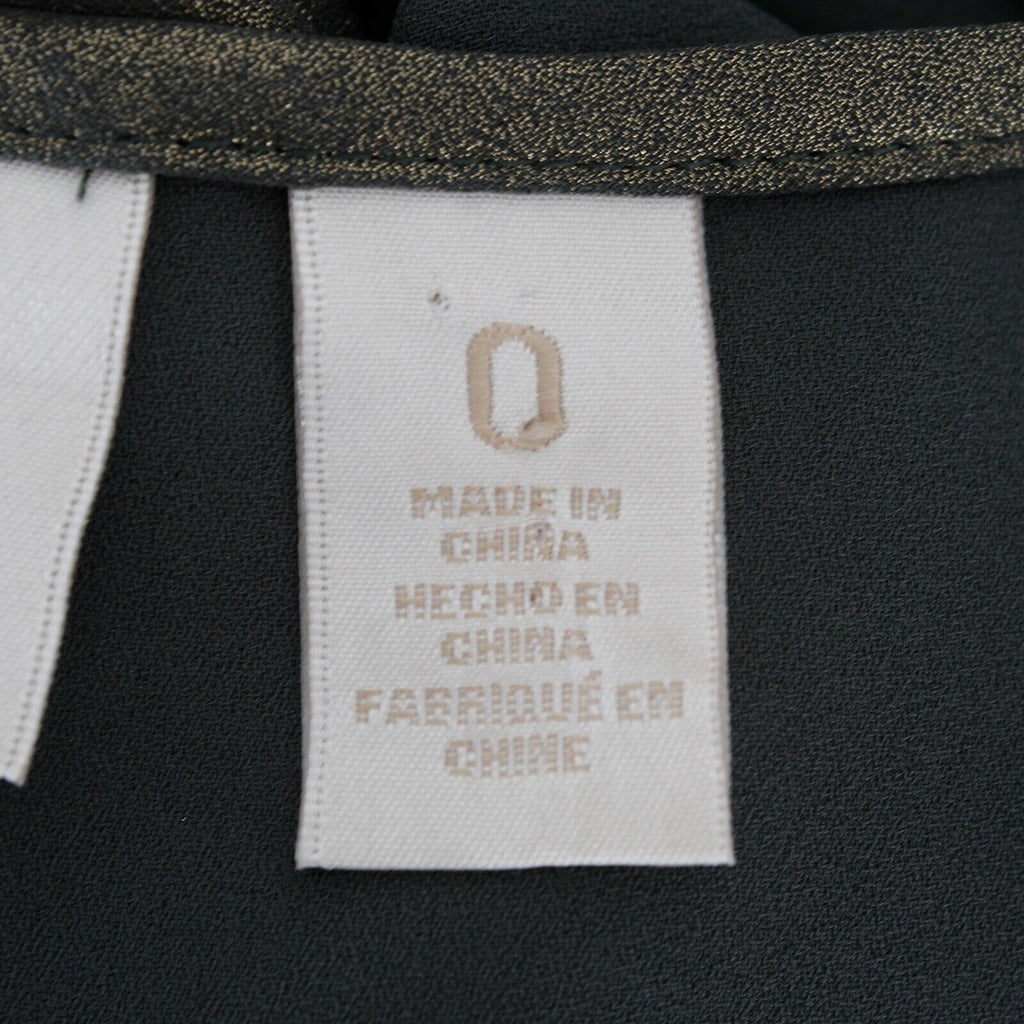 0
MADE IN
CHINA
HECHO EN
CHINA
FABRIQUÉ EN
CHINE